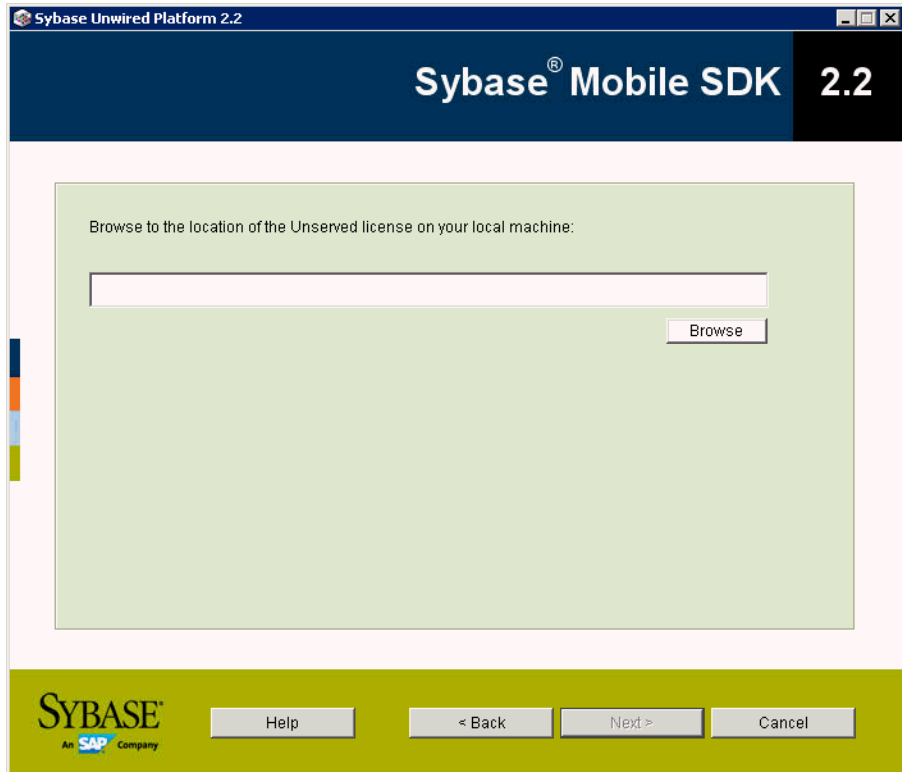 Sybase Unwired Platform 2.2
Sybase® Mobile SDK 2.2
Browse to the location of the Unserved license on your local machine:
Browse
SYBASE®
An SAP Company
Help
< Back
Next >
Cancel